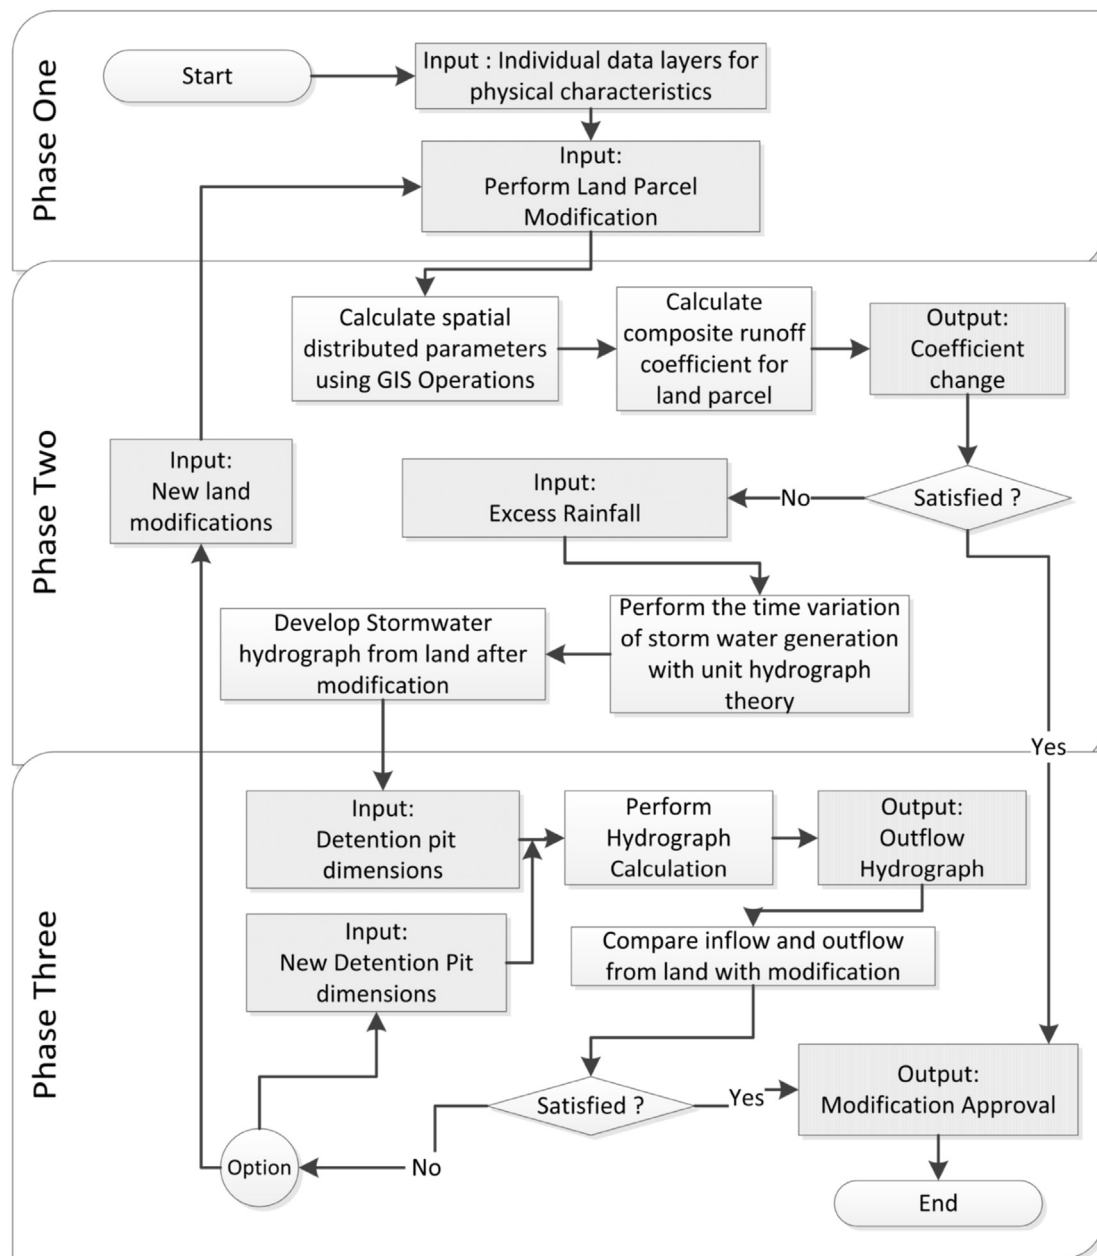 Phase One
Start
Input : Individual data layers for
physical characteristics
Input:
Perform Land Parcel
Modification
Phase Two
Calculate spatial
distributed parameters
using GIS Operations
Calculate
composite runoff
coefficient for
land parcel
Output:
Coefficient
change
Input:
New land
modifications
Input:
Excess Rainfall
No
Satisfied ?
Develop Stormwater
hydrograph from land after
modification
Perform the time variation
of storm water generation
with unit hydrograph
theory
Yes
Phase Three
Input:
Detention pit
dimensions
Perform
Hydrograph
Calculation
Output:
Outflow
Hydrograph
Input:
New Detention Pit
dimensions
Compare inflow and outflow
from land with modification
Satisfied ?
Yes
Output:
Modification Approval
Option
No
End